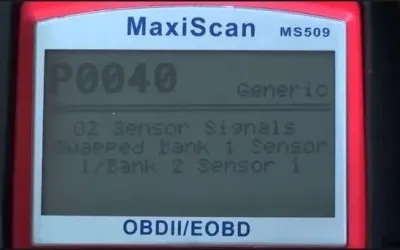 MaxiScan MS509
P0040 Generic
O2 Sensor Signals
Swapped bank 1 Sensor
1/Bank 2 Sensor 1
OBDII/EOBD